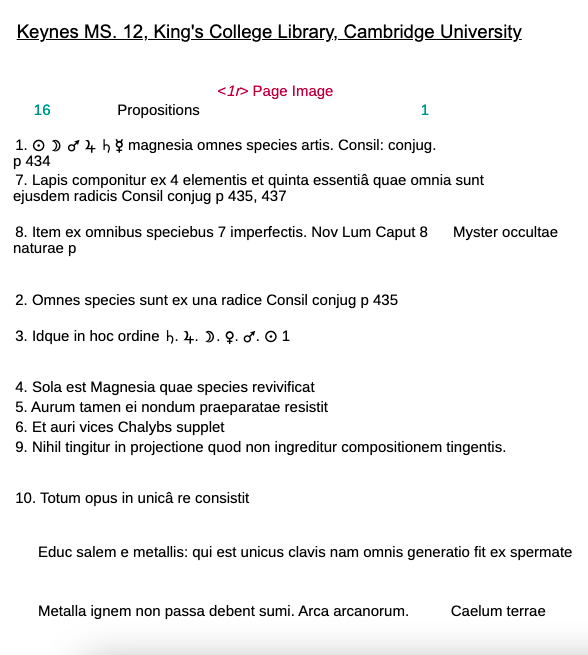 Keynes MS. 12, King's College Library, Cambridge University
<1r> Page Image
16 Propositions 1
1. ☉ ☽ ♂ ♃ ♄ ☿ magnesia omnes species artis. Consil: conjug.
p 434
7. Lapis componitur ex 4 elementis et quinta essentiâ quae omnia sunt
ejusdem radicis Consil conjug p 435, 437
8. Item ex omnibus speciebus 7 imperfectis. Nov Lum Caput 8 Myster occultae
naturae p
2. Omnes species sunt ex una radice Consil conjug p 435
3. Idque in hoc ordine ♄. ♃. ☽. ♀. ♂. ☉ 1
4. Sola est Magnesia quae species revivificat
5. Aurum tamen ei nondum praeparatae resistit
6. Et auri vices Chalybs supplet
9. Nihil tingitur in projectione quod non ingreditur compositionem tingentis.
10. Totum opus in unicâ re consistit
Educ salem e metallis: qui est unicus clavis nam omnis generatio fit ex spermate
Metalla ignem non passa debent sumi. Arca arcanorum. Caelum terrae